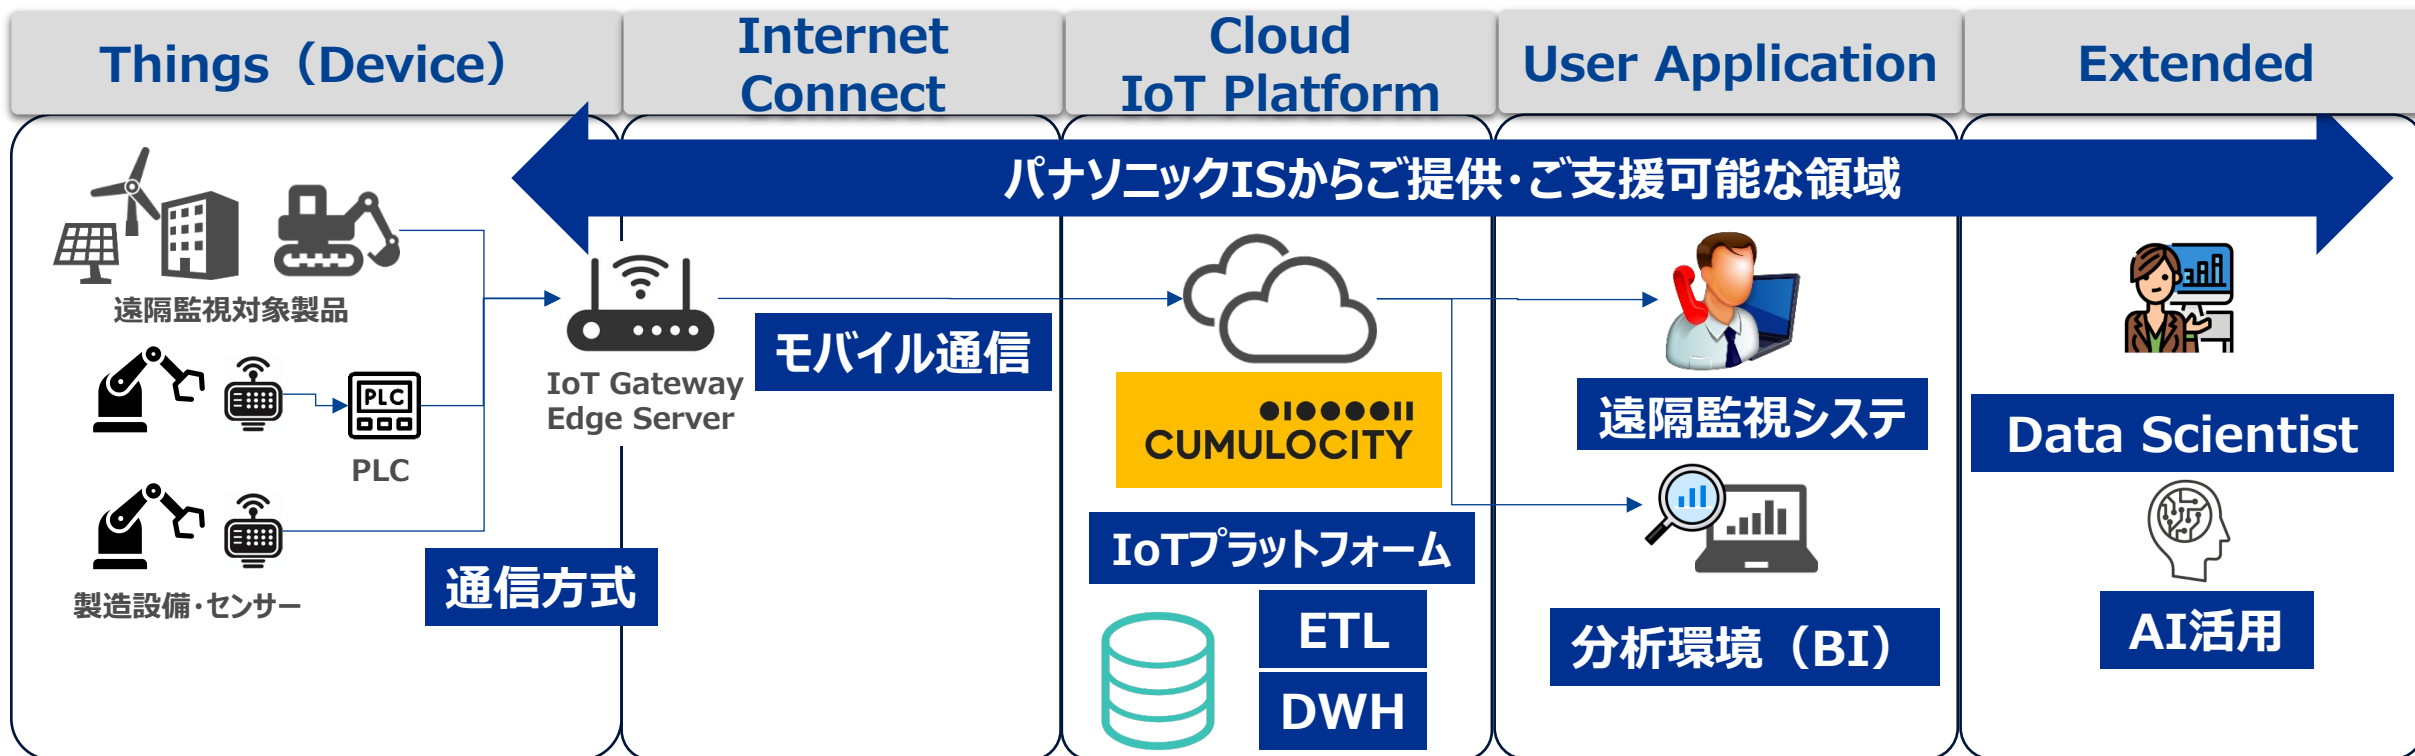 Things（Device）
Internet
Connect
Cloud
IoT Platform
User Application
Extended
パナソニックISからご提供・ご支援可能な領域
遠隔監視対象製品
PLC
PLC
製造設備・センサー
通信方式
IoT Gateway
Edge Server
モバイル通信
CUMULOCITY
IoTプラットフォーム
ETL
DWH
遠隔監視システ
分析環境（BI）
Data Scientist
AI活用